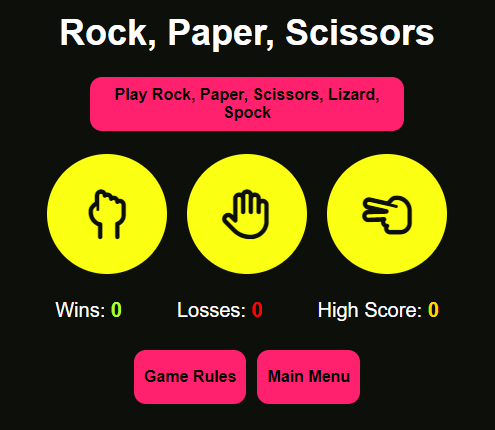 Rock, Paper, Scissors
Play Rock, Paper, Scissors, Lizard,
Spock
Wins: 0 Losses: 0 High Score: 0
Game Rules Main Menu